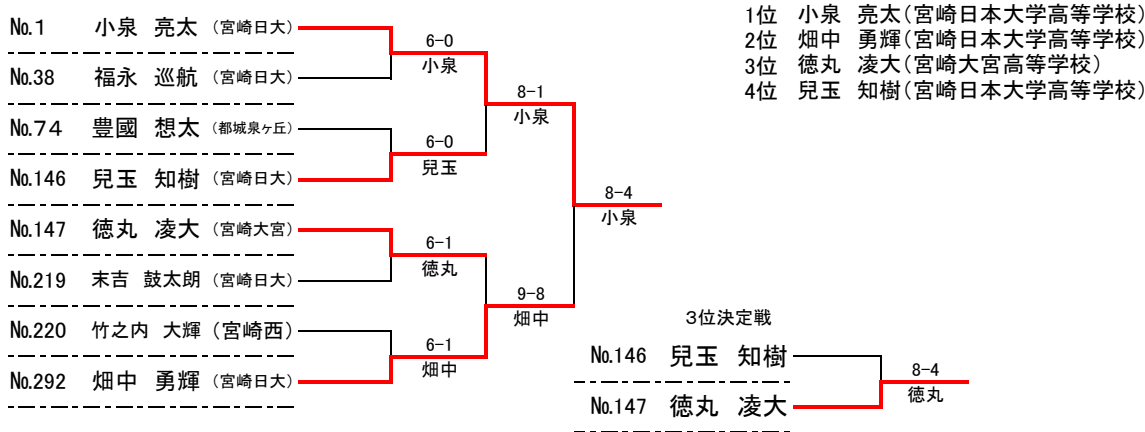 No.1 小泉 亮太 (宮崎日大)
6-0
小泉
No.38 福永 巡航 (宮崎日大)
8-1
小泉
No.74 豊國 想太 (都城泉ヶ丘)
6-0
兒玉
No.146 兒玉 知樹 (宮崎日大)
8-4
小泉
No.147 徳丸 凌大 (宮崎大宮)
6-1
徳丸
No.219 末吉 鼓太朗 (宮崎日大)
9-8
畑中
No.220 竹之内 大輝 (宮崎西)
6-1
畑中
No.292 畑中 勇輝 (宮崎日大)
1位 小泉 亮太(宮崎日本大学高等学校)
2位 畑中 勇輝(宮崎日本大学高等学校)
3位 徳丸 凌大(宮崎大宮高等学校)
4位 兒玉 知樹(宮崎日本大学高等学校)
3位決定戦
No.146 兒玉 知樹
8-4
徳丸
No.147 徳丸 凌大